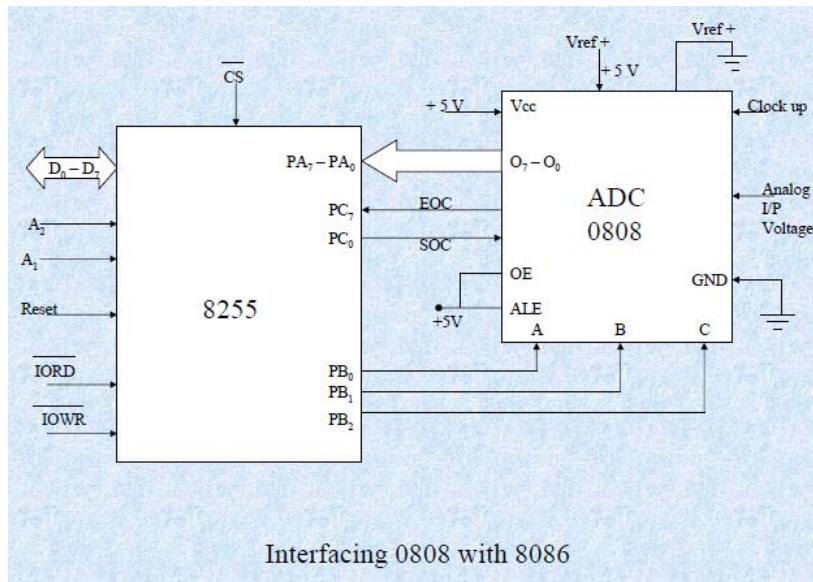 Vref +
Vref +
+ 5 V
CS
+ 5 V
Vcc
Clock up
D0 – D7
PA7 – PA0
O7 – O0
ADC
0808
Analog
I/P
Voltage
PC7
EOC
PC0
SOC
A2
A1
OE
GND
Reset
8255
ALE
+5V
A B C
IORD
PB0
PB1
IOWR
PB2
Interfacing 0808 with 8086